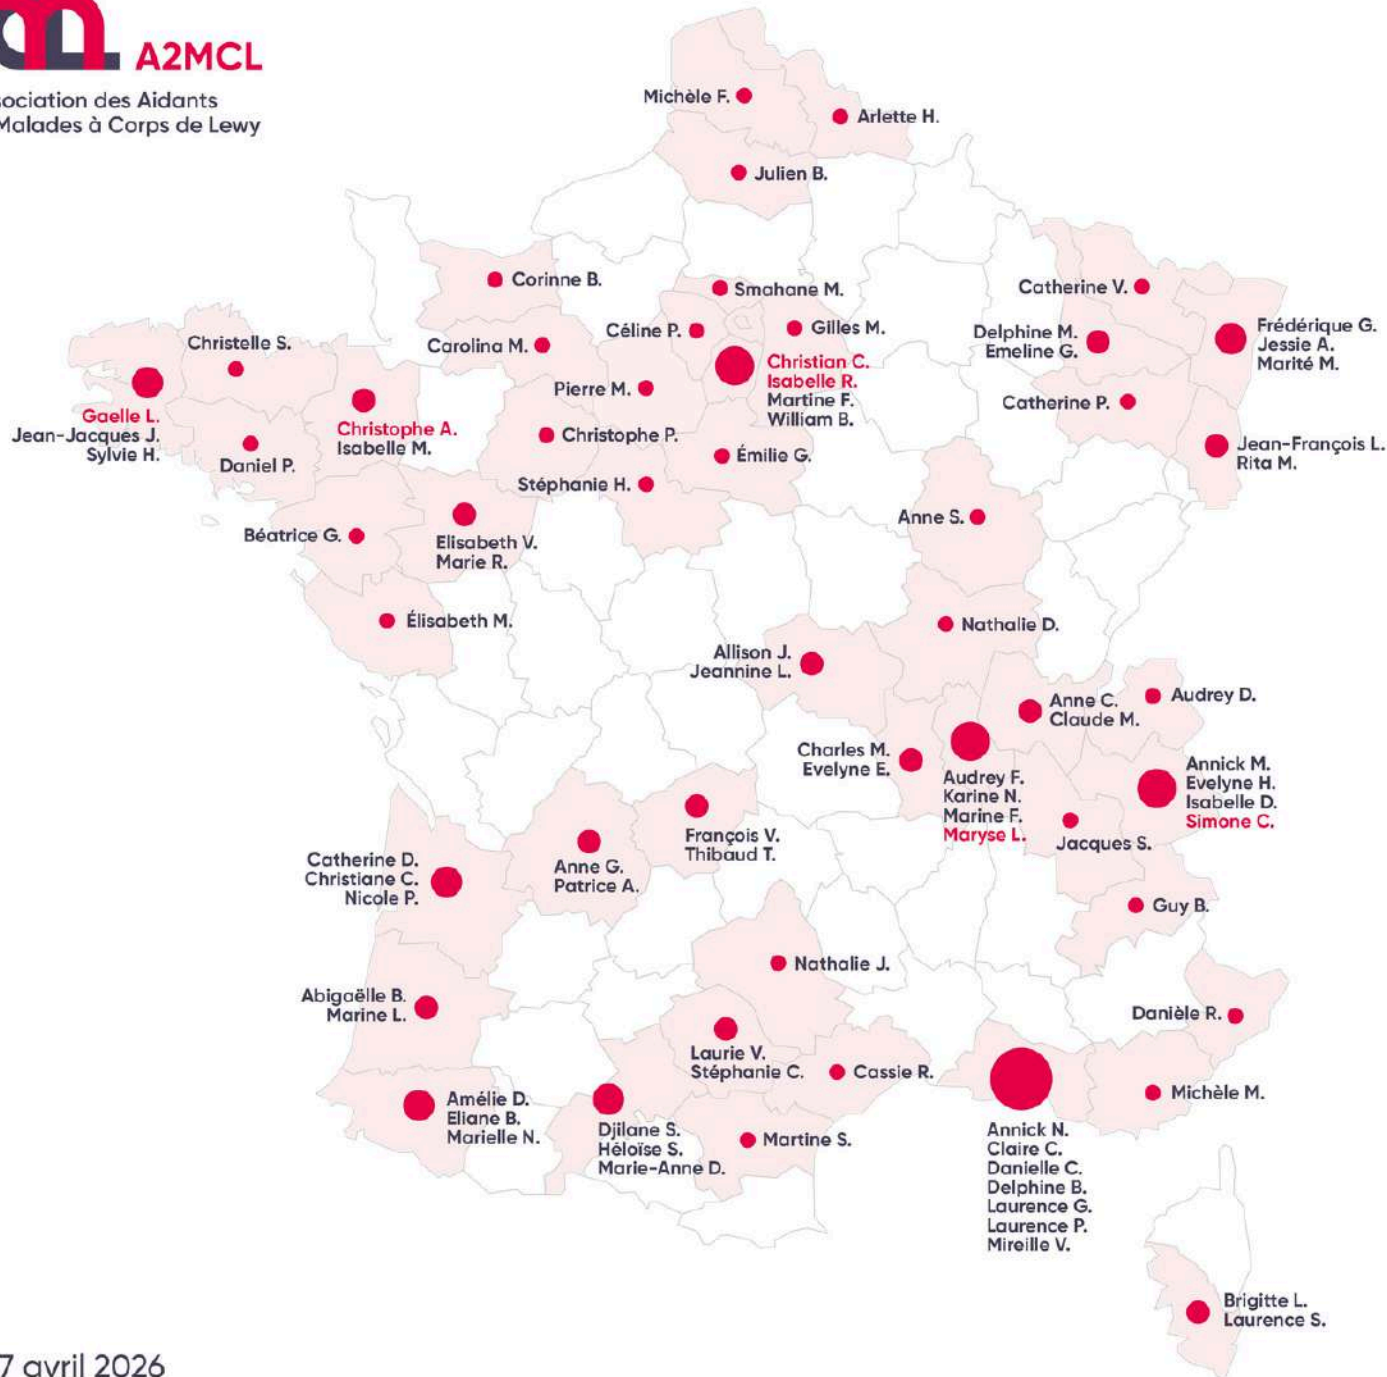 A2MCL
sociation des Aidants
Malades à Corps de Lewy
Michèle F.
Arlette H.
Julien B.
Corinne B.
Smahane M.
Catherine V.
Carolina M.
Céline P.
Gilles M.
Delphine M.
Emeline G.
Frédérique G.
Jessie A.
Marité M.
Christelle S.
Pierre M.
Christian C.
Isabelle R.
Martine F.
William B.
Catherine P.
Gaelle L.
Jean-Jacques J.
Sylvie H.
Christophe A.
Isabelle M.
Christophe P.
Émilie G.
Jean-François L.
Rita M.
Daniel P.
Stéphanie H.
Anne S.
Béatrice G.
Elisabeth V.
Marie R.
Élisabeth M.
Nathalie D.
Allison J.
Jeannine L.
Anne C.
Claude M.
Audrey D.
Charles M.
Evelyne E.
Audrey F.
Karine N.
Marine F.
Maryse L.
Annick M.
Evelyne H.
Isabelle D.
Simone C.
Jacques S.
François V.
Thibaud T.
Anne G.
Patrice A.
Catherine D.
Christiane C.
Nicole P.
Guy B.
Nathalie J.
Abigaëlle B.
Marine L.
Danièle R.
Laurie V.
Stéphanie C.
Cassie R.
Michèle M.
Amélie D.
Eliane B.
Marielle N.
Djilane S.
Héloïse S.
Marie-Anne D.
Martine S.
Annick N.
Claire C.
Danielle C.
Delphine B.
Laurence G.
Laurence P.
Mireille V.
Brigitte L.
Laurence S.
7 avril 2026